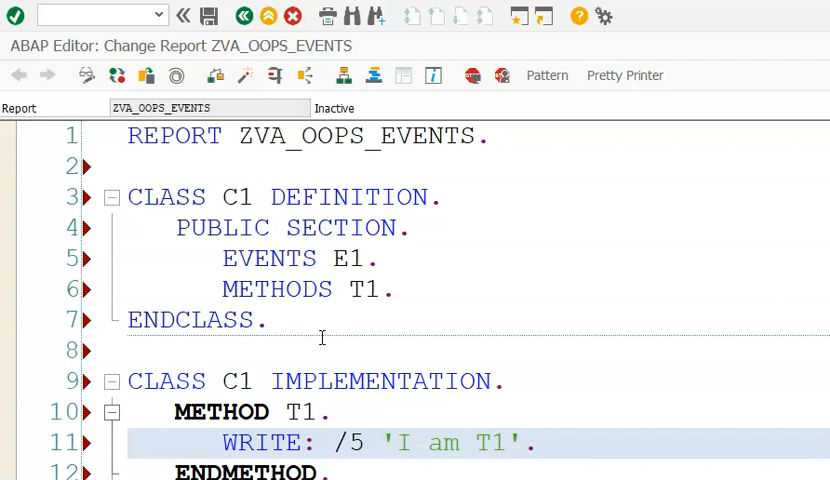 ABAP Editor: Change Report ZVA_OOPS_EVENTS
Pattern Pretty Printer
Report ZVA_OOPS_EVENTS Inactive
1 REPORT ZVA_OOPS_EVENTS.
2
3 CLASS C1 DEFINITION.
4 PUBLIC SECTION.
5 EVENTS E1.
6 METHODS T1.
7 ENDCLASS.
8
9 CLASS C1 IMPLEMENTATION.
10 METHOD T1.
11 WRITE: /5 'I am T1'.
12 ENDMETHOD.